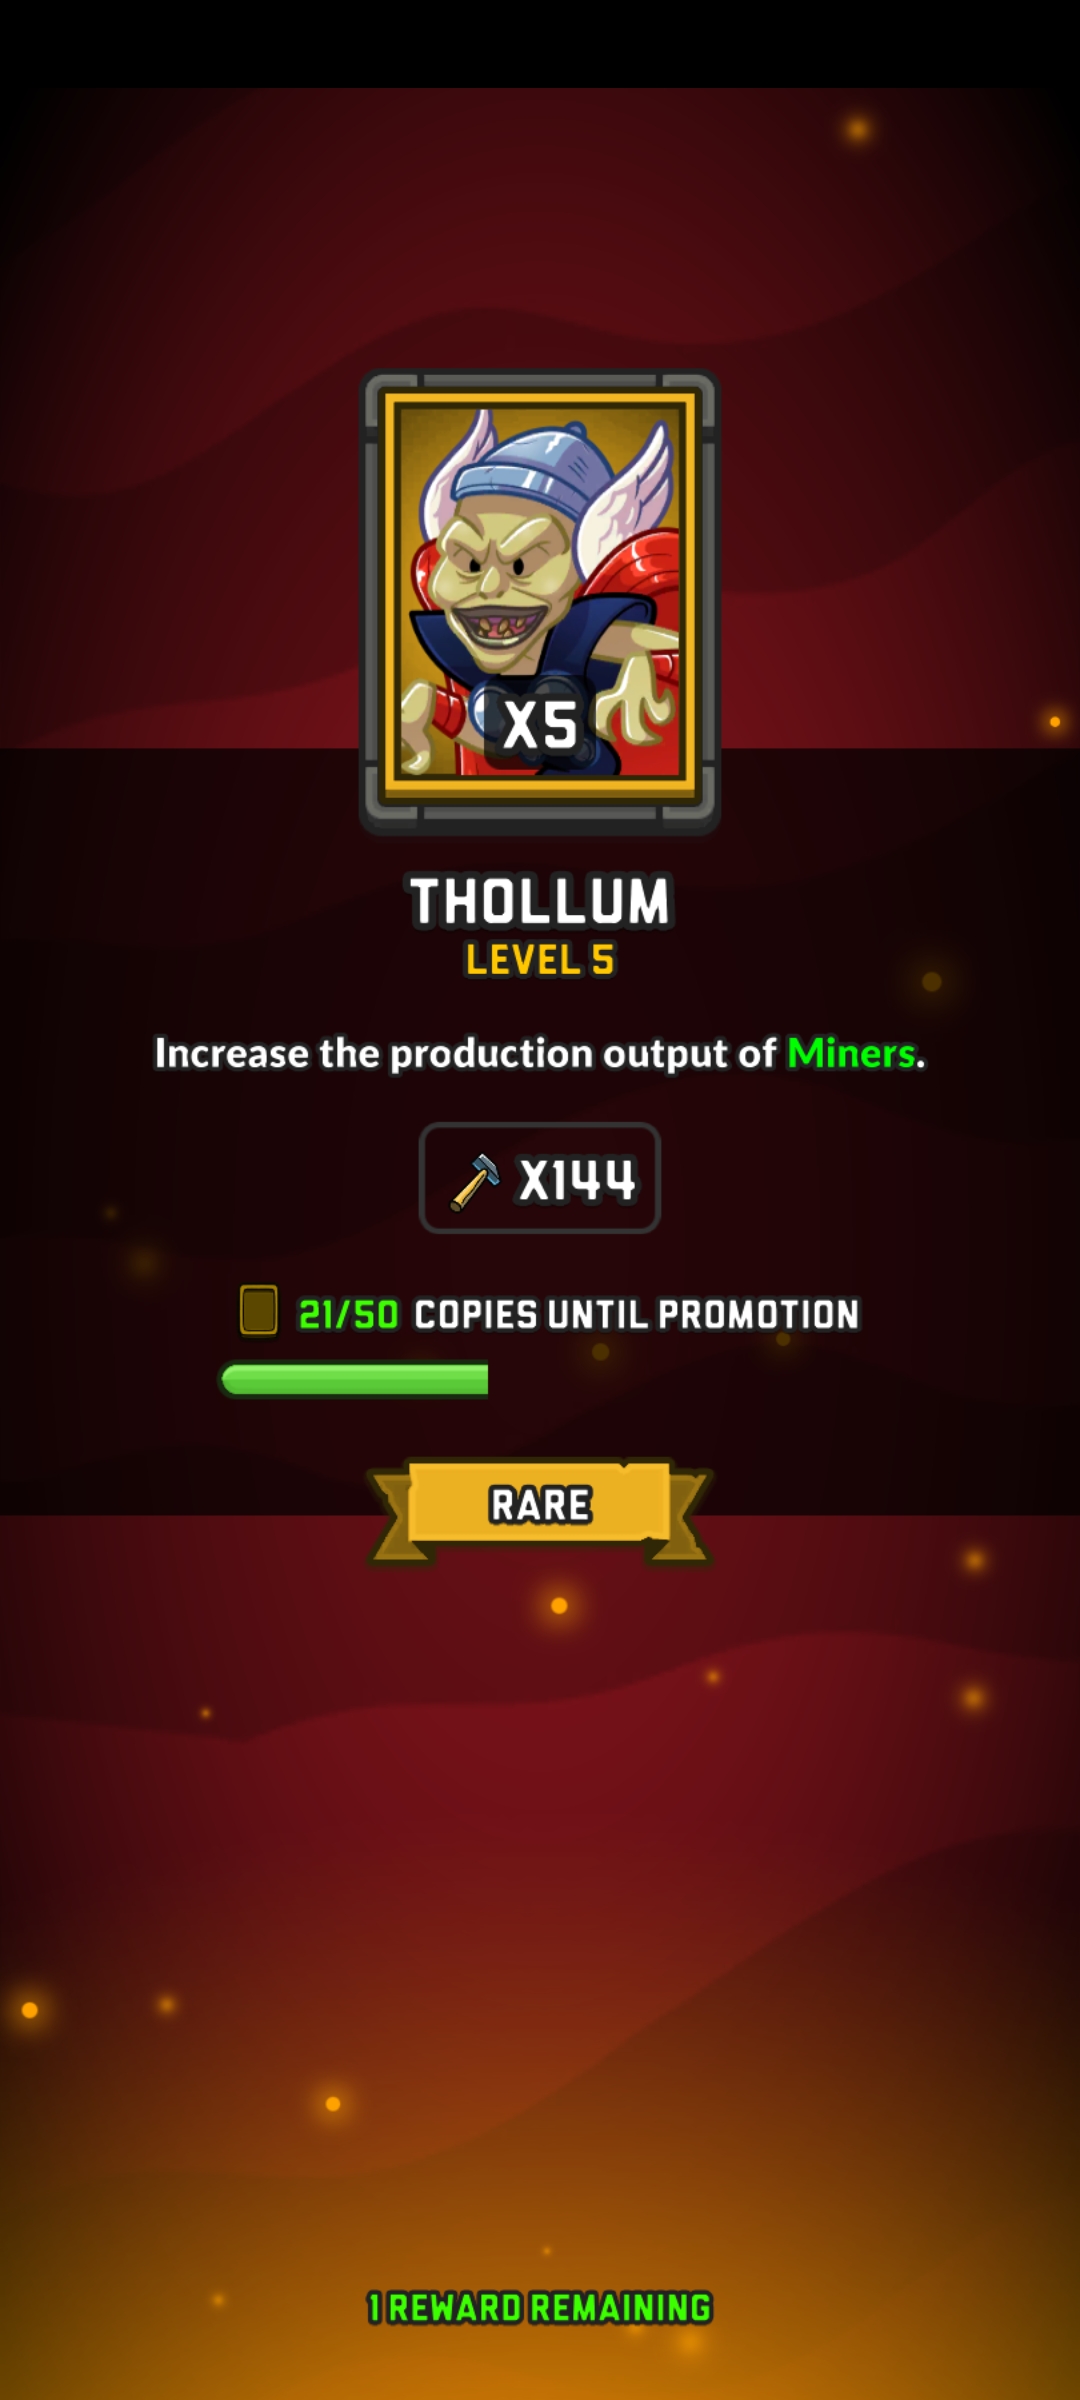 X5
THOLLUM
LEVEL 5
Increase the production output of Miners.
X144
21/50 COPIES UNTIL PROMOTION
RARE
1 REWARD REMAINING